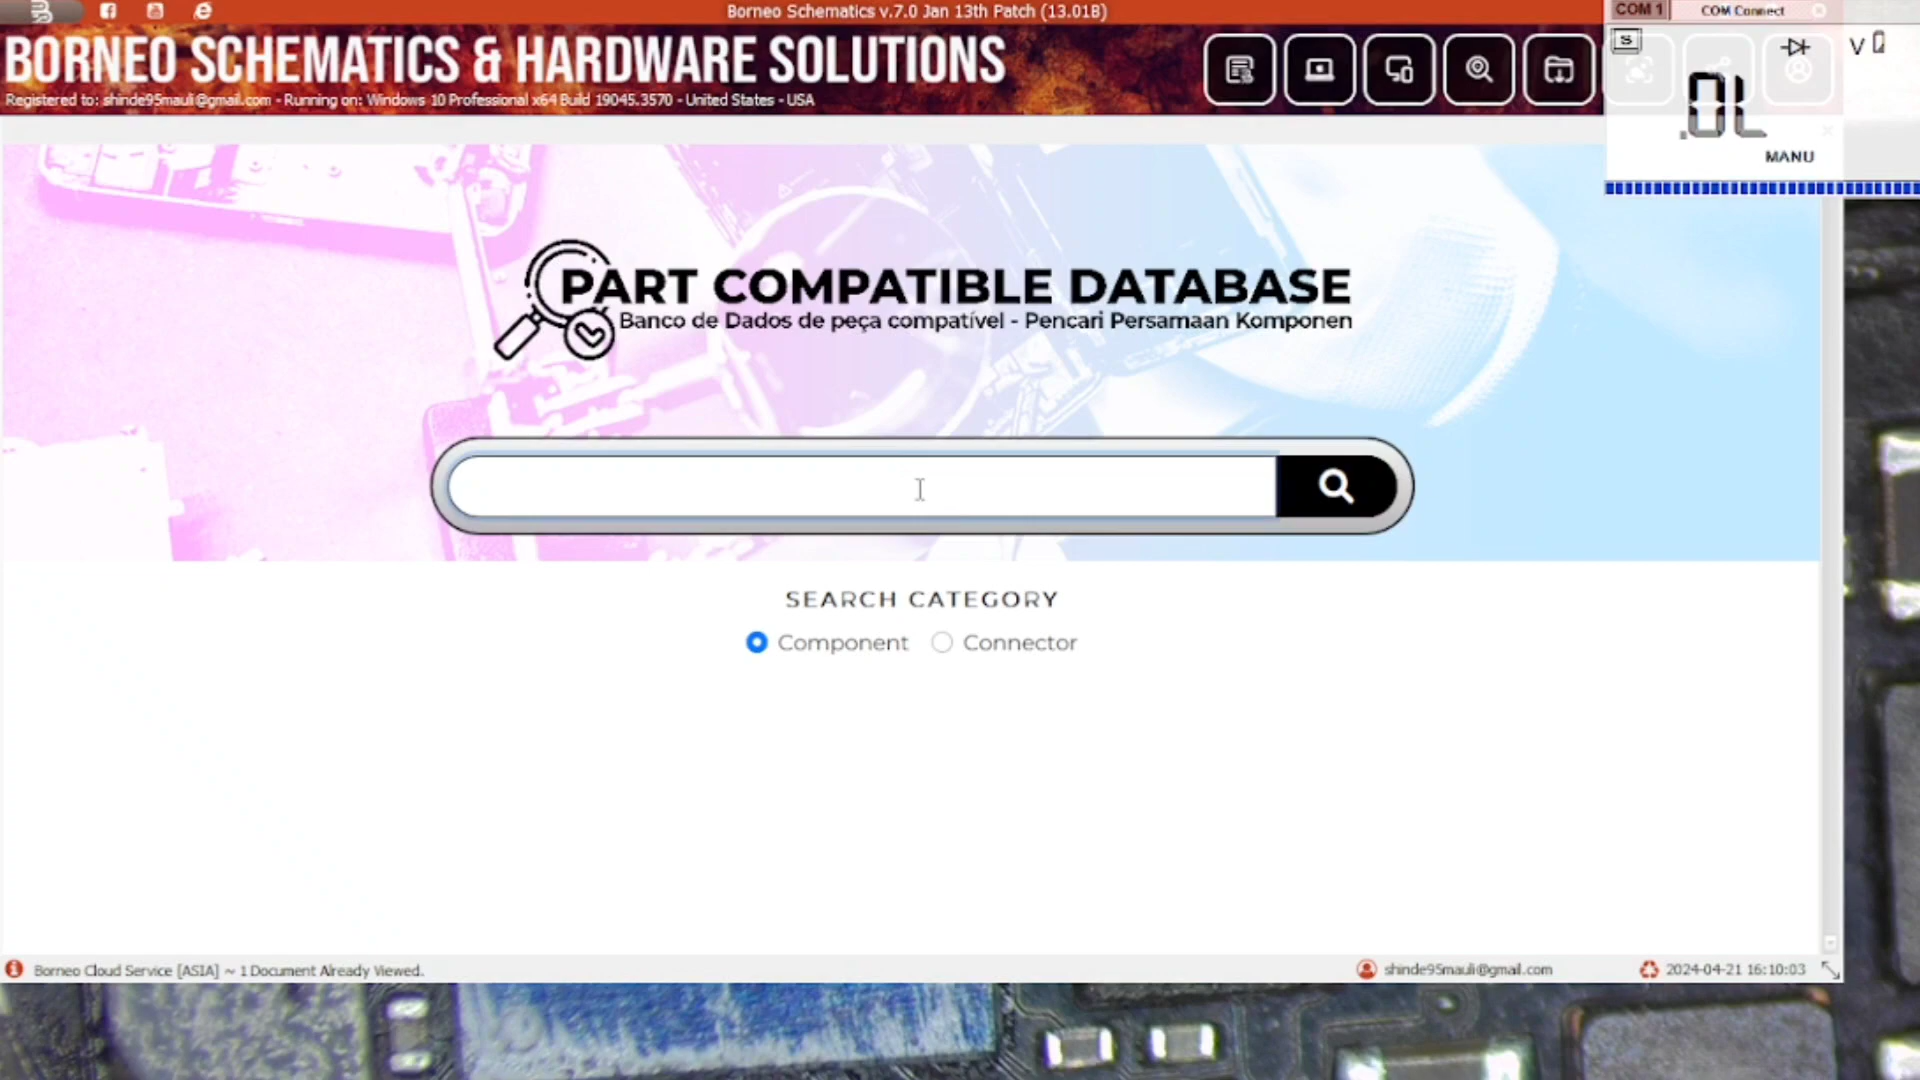 Borneo Schematics v.7.0 Jan 13th Patch (13.01B)
COM 1
COM Connect
BORNEO SCHEMATICS & HARDWARE SOLUTIONS
Registered to: shinde95mauli@gmail.com - Running on: Windows 10 Professional x64 Build 19045.3570 - United States - USA
S
V
.0L
MANU
PART COMPATIBLE DATABASE
Banco de Dados de peça compatível - Pencari Persamaan Komponen
SEARCH CATEGORY
Component
Connector
Borneo Cloud Service [ASIA] ~ 1 Document Already Viewed.
shinde95mauli@gmail.com
2024-04-21 16:10:03